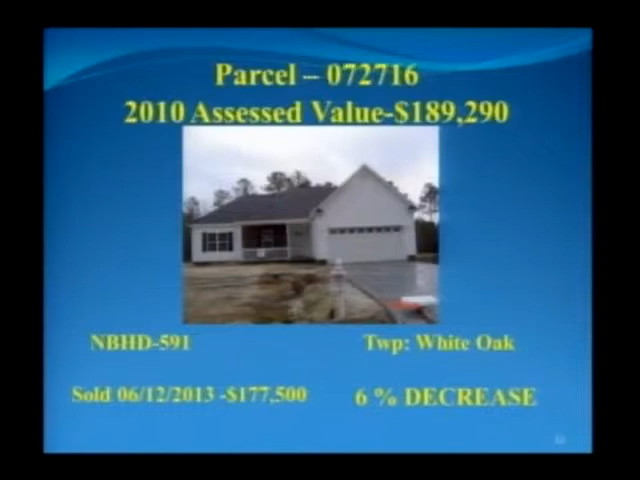 Parcel – 072716
2010 Assessed Value-$189,290
NBHD-591 Twp: White Oak
Sold 06/12/2013 -$177,500 6 % DECREASE